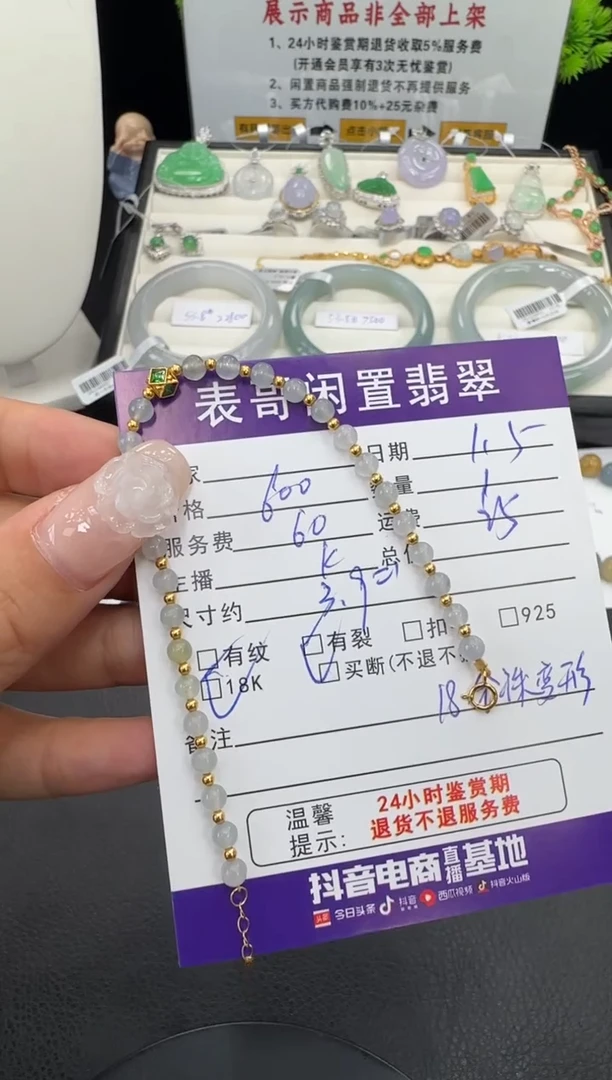 展示商品非全部上架
1、24小时鉴赏期退货收取5%服务费
(开通会员享有3次无忧鉴赏)
2、闲置商品强制退货不再提供服务
3、买方代购费10%+25元杂费
表哥闲置翡翠
家 日期 1.5
格 600 量 1
服务费 60 运费 25
主播 K 总
尺寸约 3.9
有纹 有裂 扣 925
18K 买断(不退不
备注 18 珠变形
温馨提示: 24小时鉴赏期
退货不退服务费
抖音电商直播基地
头条 今日头条 抖音 西瓜视频 抖音火山版